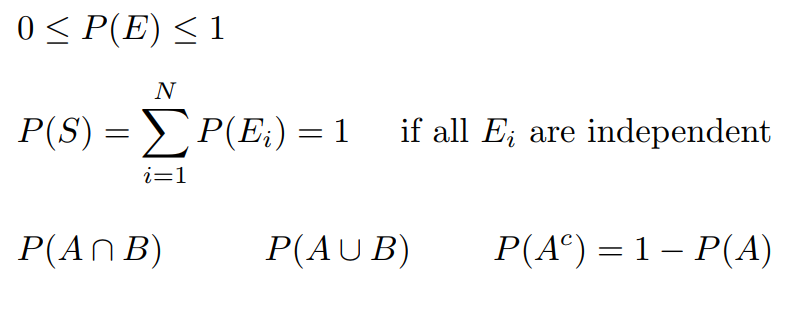 0 ≤ P(E) ≤ 1
P(S) = ∑_{i=1}^{N} P(E_i) = 1 if all E_i are independent
P(A ∩ B) P(A ∪ B) P(A^c) = 1 − P(A)